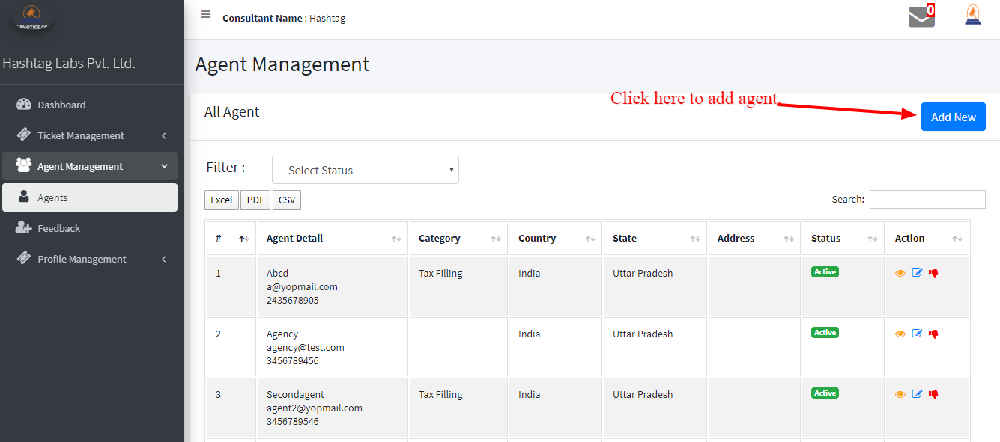 Consultant Name : Hashtag
0
Hashtag Labs Pvt. Ltd.
Dashboard
Ticket Management
Agent Management
Agents
Feedback
Profile Management
Agent Management
All Agent
Click here to add agent
Add New
Filter :
-Select Status -
Excel PDF CSV
Search:
# Agent Detail Category Country State Address Status Action
1 Abcd Tax Filling India Uttar Pradesh Active
a@yopmail.com
2435678905
2 Agency India Uttar Pradesh Active
agency@test.com
3456789456
3 Secondagent Tax Filling India Uttar Pradesh Active
agent2@yopmail.com
3456789546